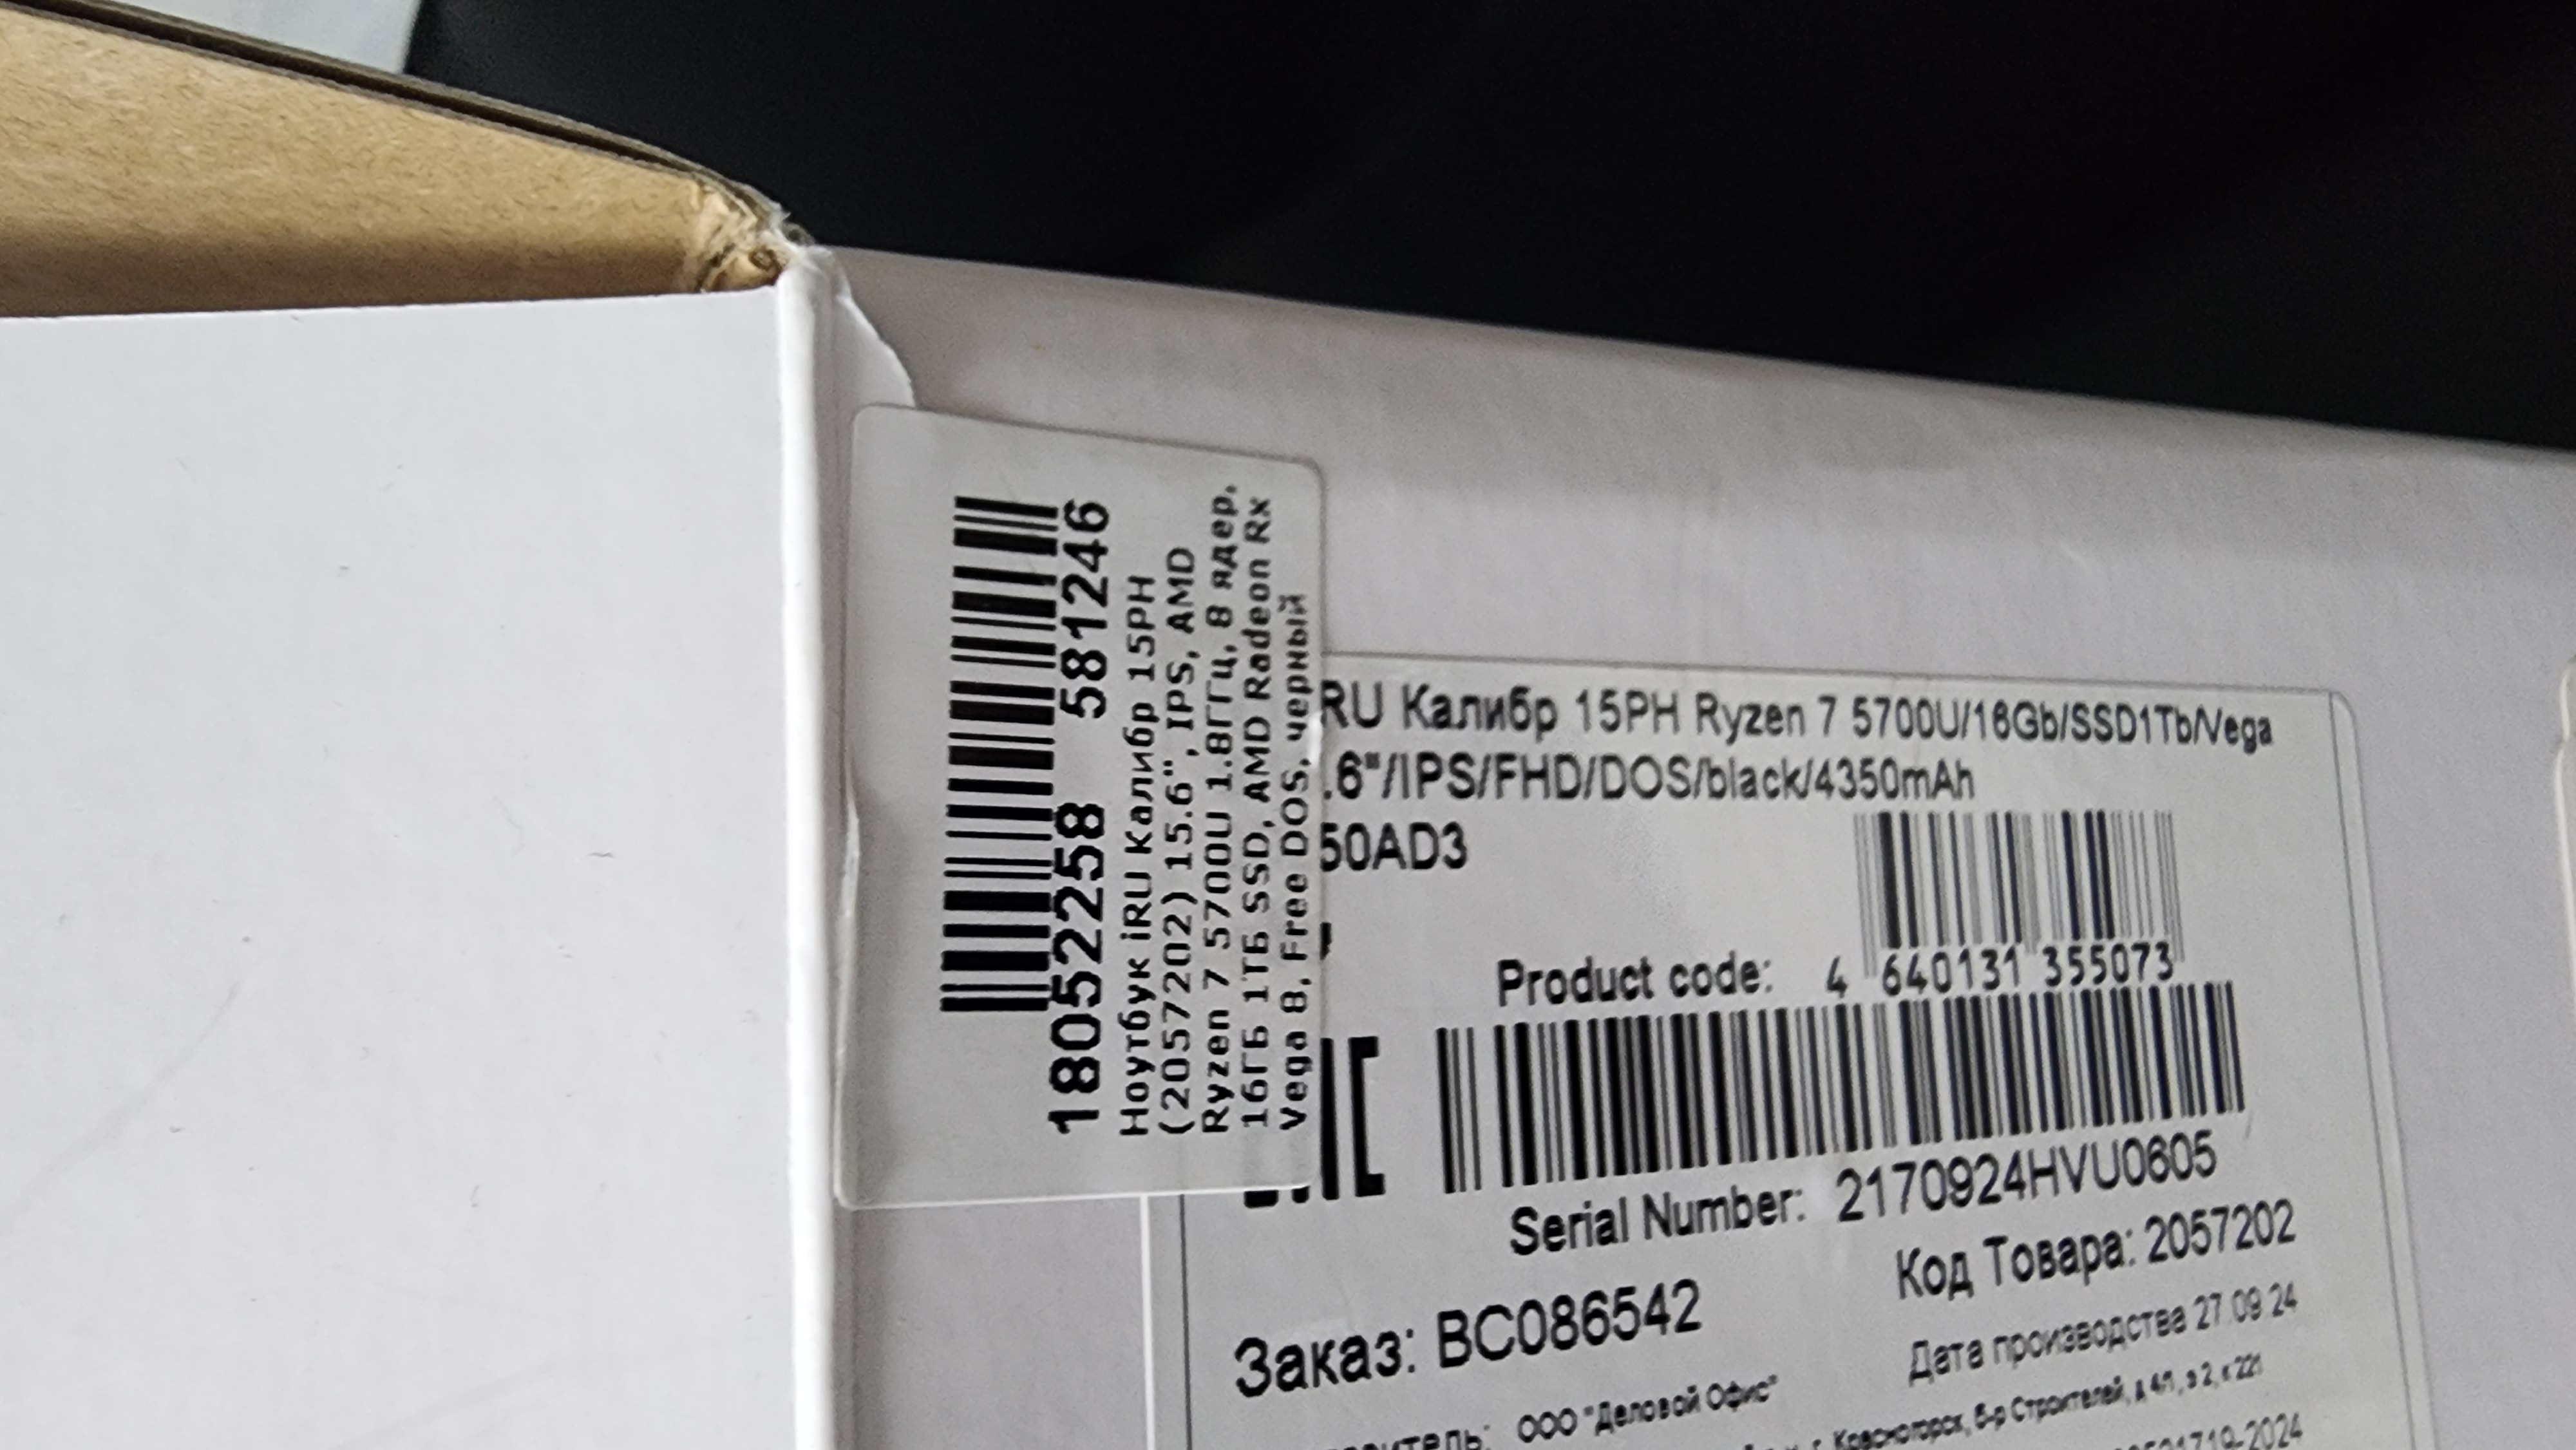 18052258 581246
Ноутбук iRU Калибр 15PH
(2057202) 15.6", IPS, AMD
Ryzen 7 5700U 1.8ГГц, 8 ядер,
16ГБ 1ТБ SSD, AMD Radeon Rx
Vega 8, Free DOS, черный
RU Калибр 15PH Ryzen 7 5700U/16Gb/SSD1Tb/Vega
.6"/IPS/FHD/DOS/black/4350mAh
50AD3
Product code: 4 640131 355073
Serial Number: 2170924HVU0605
Код Товара: 2057202
Заказ: BC086542
Дата производства 27.09.24
ООО "Деловой Офис"
г. Красногорск, б-р Строителей,